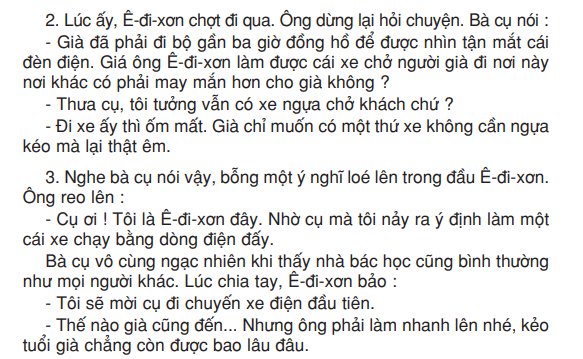 2. Lúc ấy, Ê-đi-xơn chợt đi qua. Ông dừng lại hỏi chuyện. Bà cụ nói :
- Già đã phải đi bộ gần ba giờ đồng hồ để được nhìn tận mắt cái
đèn điện. Giá ông Ê-đi-xơn làm được cái xe chở người già đi nơi này
nơi khác có phải may mắn hơn cho già không ?
- Thưa cụ, tôi tưởng vẫn có xe ngựa chở khách chứ ?
- Đi xe ấy thì ốm mất. Già chỉ muốn có một thứ xe không cần ngựa
kéo mà lại thật êm.
3. Nghe bà cụ nói vậy, bỗng một ý nghĩ loé lên trong đầu Ê-đi-xơn.
Ông reo lên :
- Cụ ơi ! Tôi là Ê-đi-xơn đây. Nhờ cụ mà tôi nảy ra ý định làm một
cái xe chạy bằng dòng điện đấy.
Bà cụ vô cùng ngạc nhiên khi thấy nhà bác học cũng bình thường
như mọi người khác. Lúc chia tay, Ê-đi-xơn bảo :
- Tôi sẽ mời cụ đi chuyến xe điện đầu tiên.
- Thế nào già cũng đến... Nhưng ông phải làm nhanh lên nhé, kẻo
tuổi già chẳng còn được bao lâu đâu.